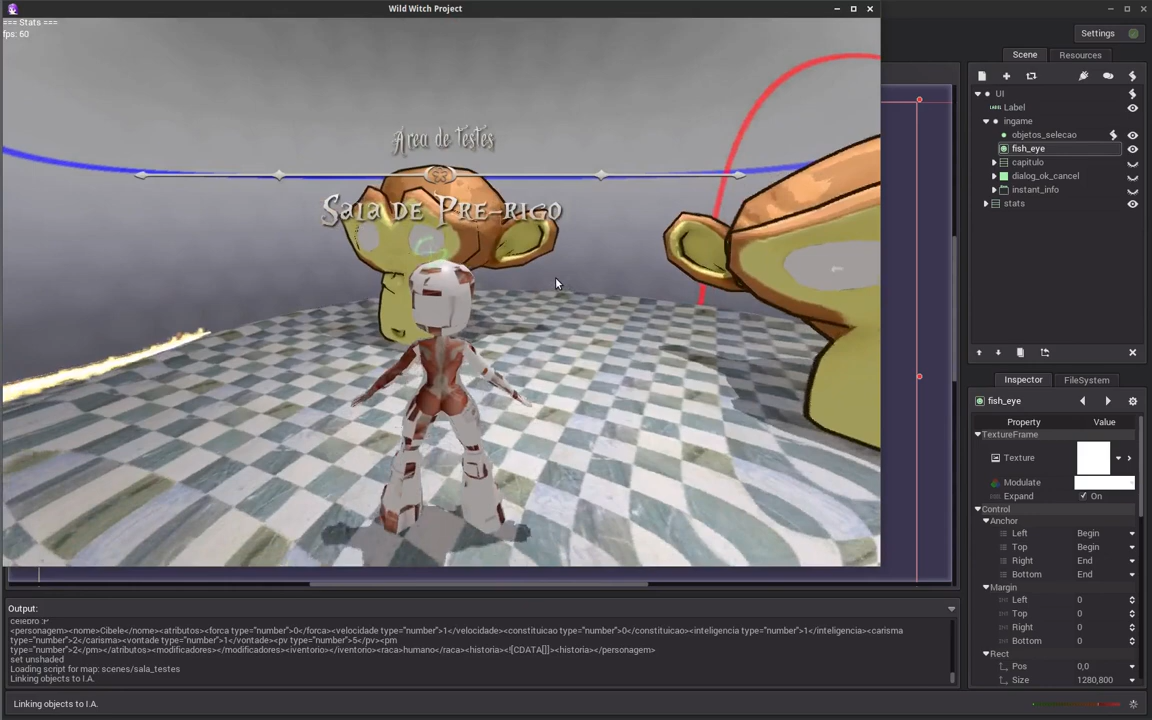 Wild Witch Project
=== Stats ===
fps: 60
Área de testes
Sala de Pre-rigo
Settings
Scene
Resources
UI
LABEL
Label
ingame
objetos_selecao
fish_eye
capitulo
dialog_ok_cancel
instant_info
stats
Inspector
FileSystem
fish_eye
Property
Value
TextureFrame
Texture
Modulate
Expand
On
Control
Anchor
Left
Begin
Top
Begin
Right
End
Bottom
End
Margin
Left
0
Top
0
Right
0
Bottom
0
Rect
Pos
0,0
Size
1280,800
Output:
celebro :P
<personagem><nome>Cibele</nome><atributos><forca type="number">0</forca><velocidade type="number">1</velocidade><constituicao type="number">0</constituicao><inteligencia type="number">1</inteligencia><carisma
type="number">2</carisma><vontade type="number">1</vontade><pv type="number">5</pv><pm
type="number">2</pm></atributos><modificadores></modificadores><iventorio></iventorio><raca>humano</raca><historia><![CDATA[]]><historia></personagem>
set unshaded
Loading script for map: scenes/sala_testes
Linking objects to I.A.
Linking objects to I.A.